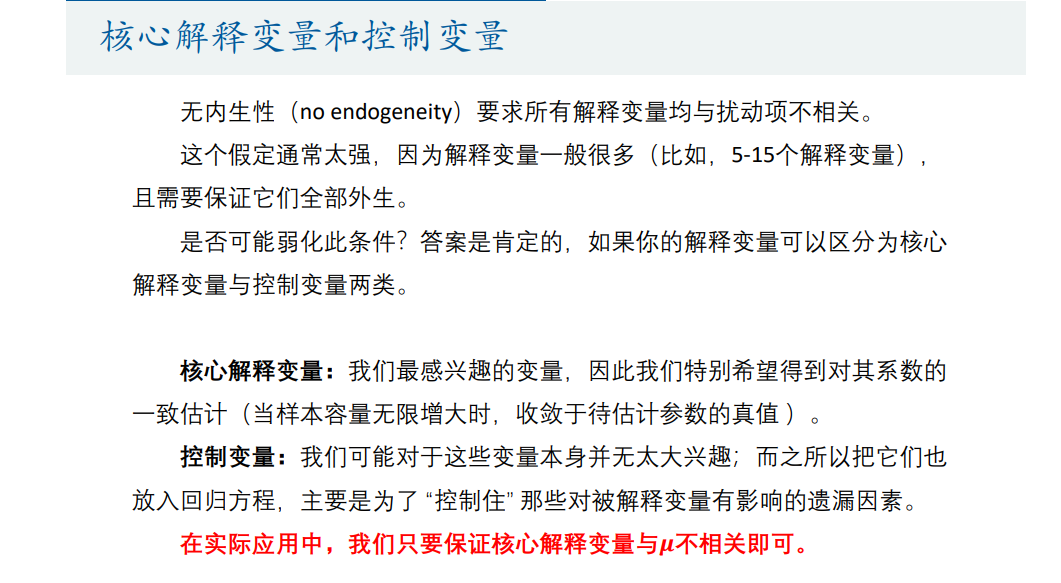 核心解释变量和控制变量
无内生性（no endogeneity）要求所有解释变量均与扰动项不相关。
这个假定通常太强，因为解释变量一般很多（比如，5-15个解释变量），
且需要保证它们全部外生。
是否可能弱化此条件？答案是肯定的，如果你的解释变量可以区分为核心
解释变量与控制变量两类。
核心解释变量：我们最感兴趣的变量，因此我们特别希望得到对其系数的
一致估计（当样本容量无限增大时，收敛于待估计参数的真值 ）。
控制变量：我们可能对于这些变量本身并无太大兴趣；而之所以把它们也
放入回归方程，主要是为了 “控制住” 那些对被解释变量有影响的遗漏因素。
在实际应用中，我们只要保证核心解释变量与μ不相关即可。